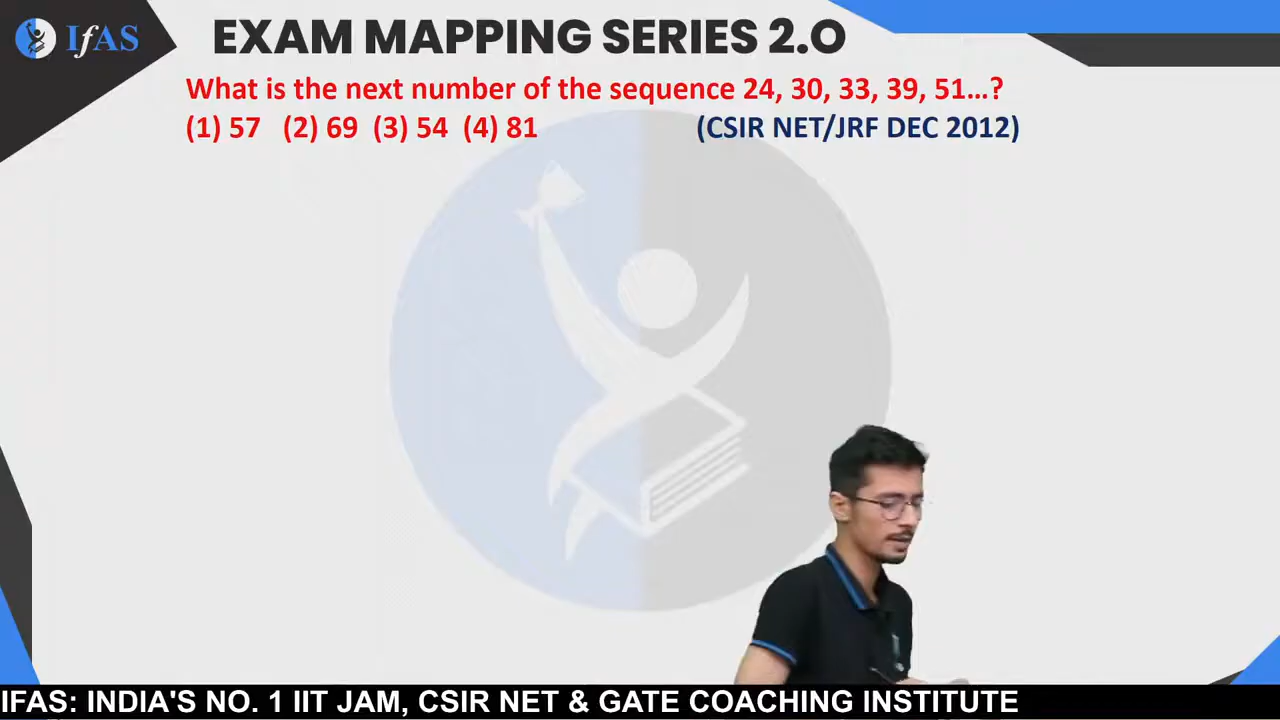 IfAS
EXAM MAPPING SERIES 2.O
What is the next number of the sequence 24, 30, 33, 39, 51...?
(1) 57 (2) 69 (3) 54 (4) 81 (CSIR NET/JRF DEC 2012)
IFAS: INDIA'S NO. 1 IIT JAM, CSIR NET & GATE COACHING INSTITUTE